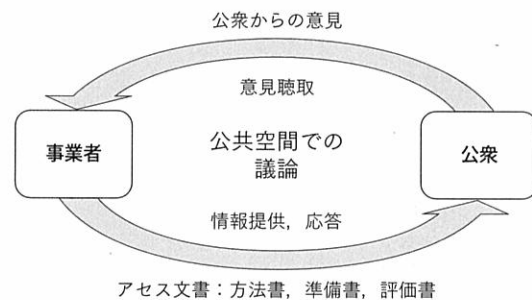 公衆からの意見
意見聴取
事業者
公共空間での
議論
公衆
情報提供，応答
アセス文書：方法書，準備書，評価書